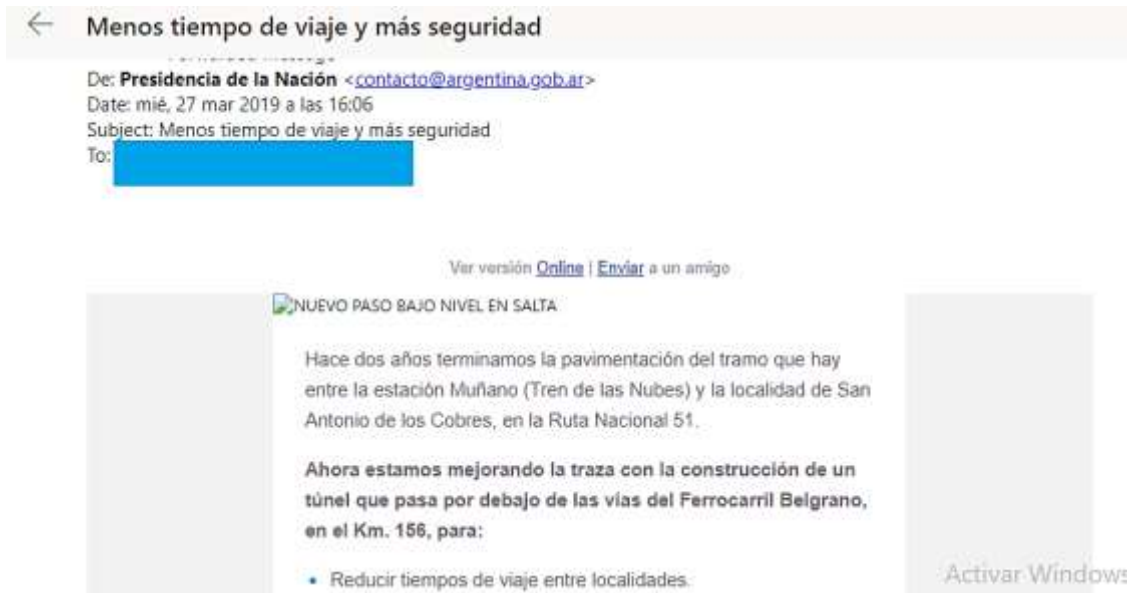 Menos tiempo de viaje y más seguridad
De: Presidencia de la Nación <contacto@argentina.gob.ar>
Date: mié, 27 mar 2019 a las 16:06
Subject: Menos tiempo de viaje y más seguridad
To:
Ver versión Online | Enviar a un amigo
NUEVO PASO BAJO NIVEL EN SALTA
Hace dos años terminamos la pavimentación del tramo que hay
entre la estación Muñano (Tren de las Nubes) y la localidad de San
Antonio de los Cobres, en la Ruta Nacional 51.
Ahora estamos mejorando la traza con la construcción de un
túnel que pasa por debajo de las vías del Ferrocarril Belgrano,
en el Km. 156, para:
• Reducir tiempos de viaje entre localidades.
Activar Windows